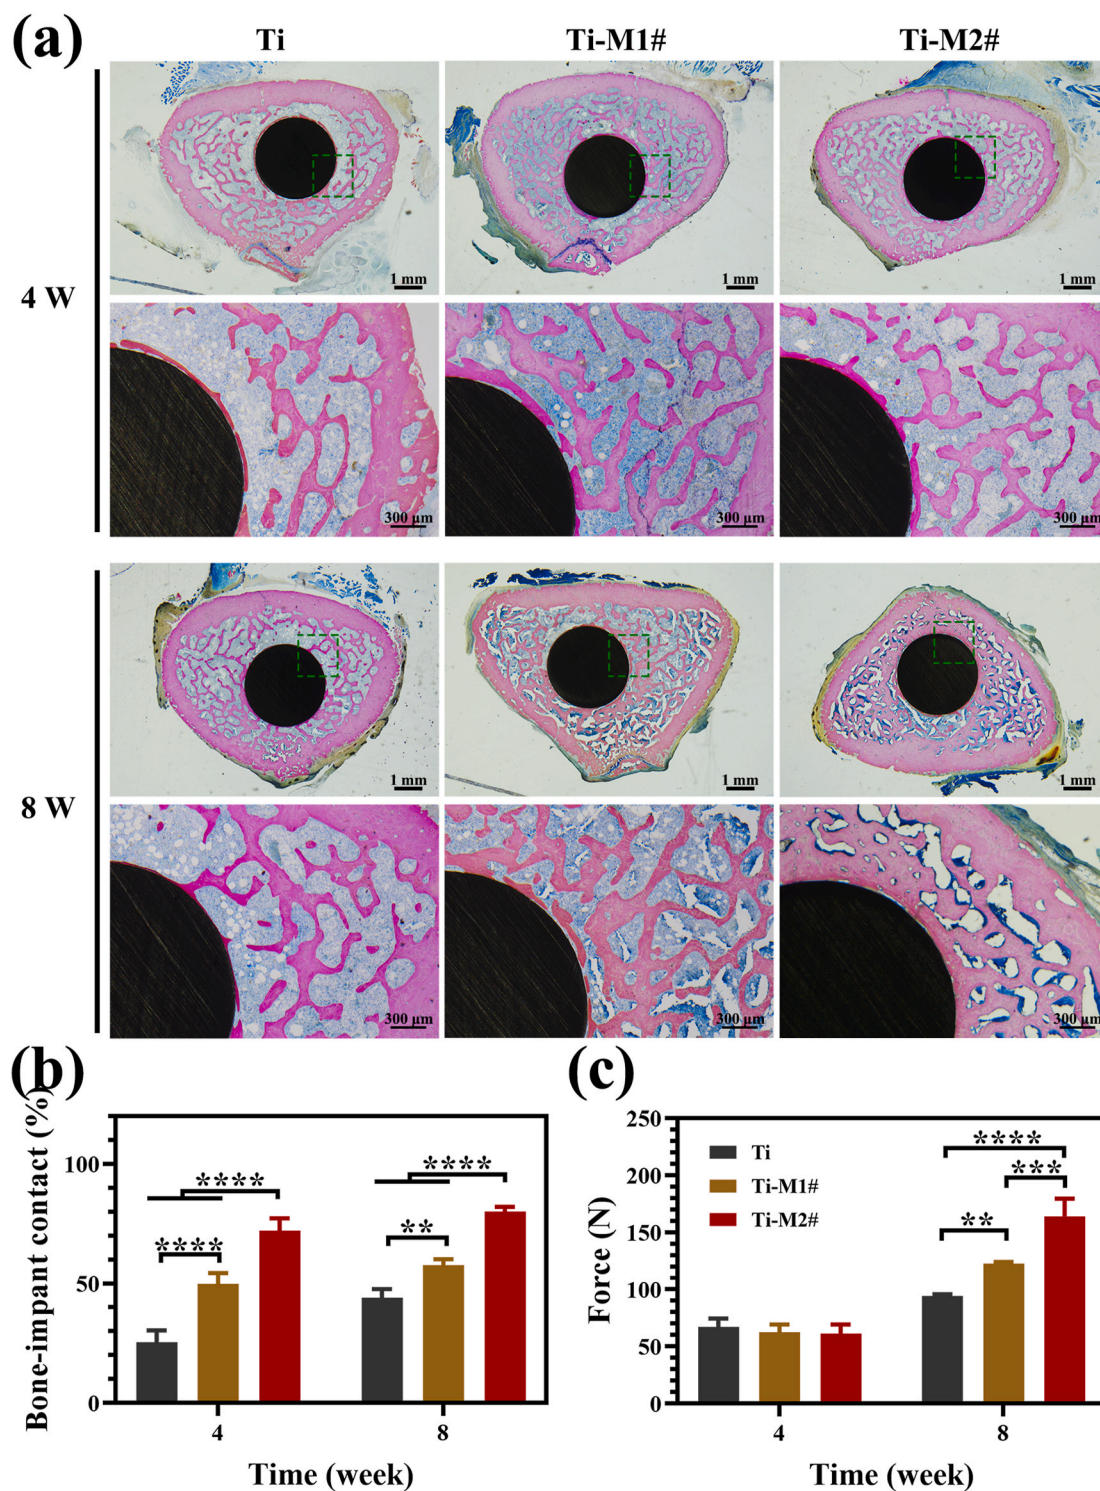 (a)
Ti Ti-M1# Ti-M2#
4 W
1 mm 1 mm 1 mm
300 μm 300 μm 300 μm
8 W
1 mm 1 mm 1 mm
300 μm 300 μm 300 μm
(b)
Bone-impant contact (%)
100
50
0
****
****
****
**
4 8
Time (week)
(c)
Force (N)
250
200
150
100
50
0
Ti
Ti-M1#
Ti-M2#
****
***
**
4 8
Time (week)